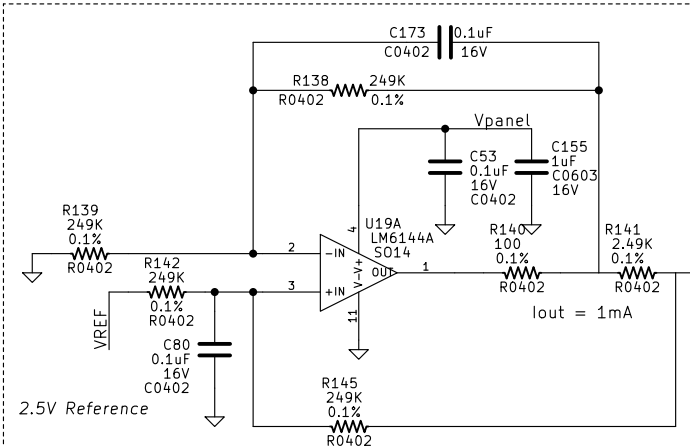 C173 0.1uF
C0402 16V
R138 249K
R0402 0.1%
Vpanel
C53
0.1uF
16V
C0402
C155
1uF
C0603
16V
4
U19A
LM6144A
SO14
R139
249K
0.1%
R0402
2
-IN
V+
OUT
1
+IN
3
V-
11
R140
100
0.1%
R0402
R141
2.49K
0.1%
R0402
R142
249K
0.1%
R0402
Iout = 1mA
VREF
C80
0.1uF
16V
C0402
R145
249K
0.1%
R0402
2.5V Reference